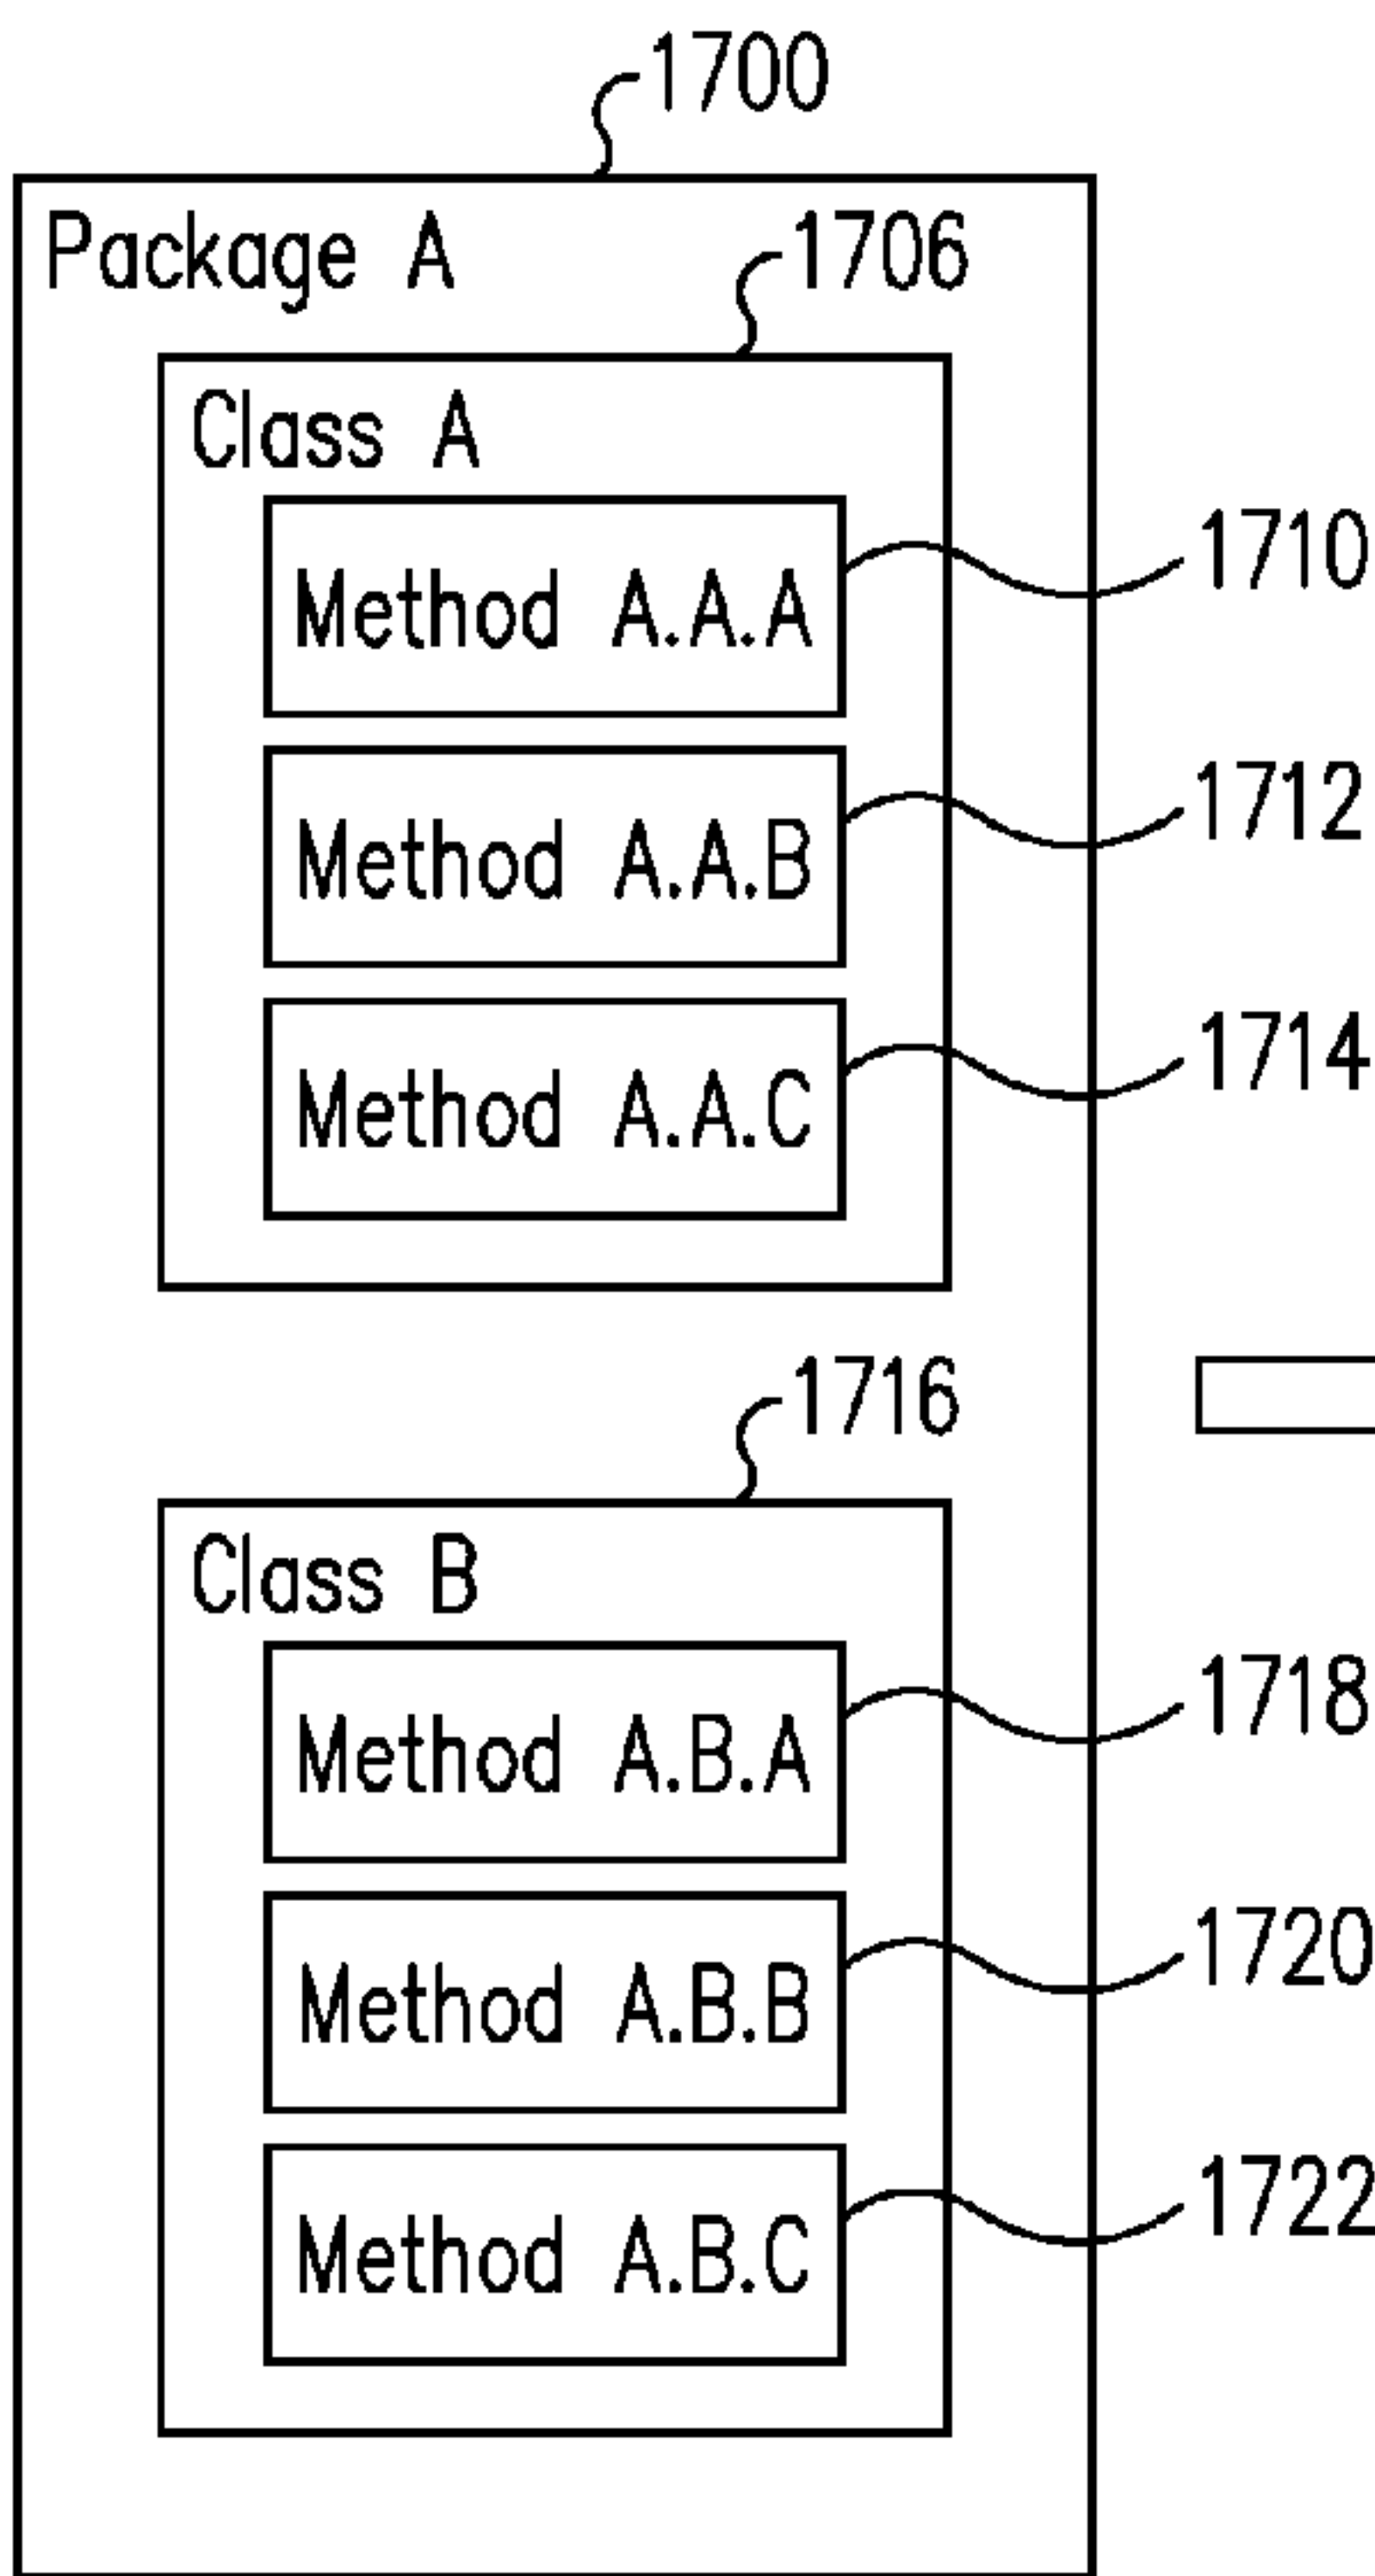 1700
Package A
1706
Class A
Method A.A.A
1710
Method A.A.B
1712
Method A.A.C
1714
1716
Class B
Method A.B.A
1718
Method A.B.B
1720
Method A.B.C
1722